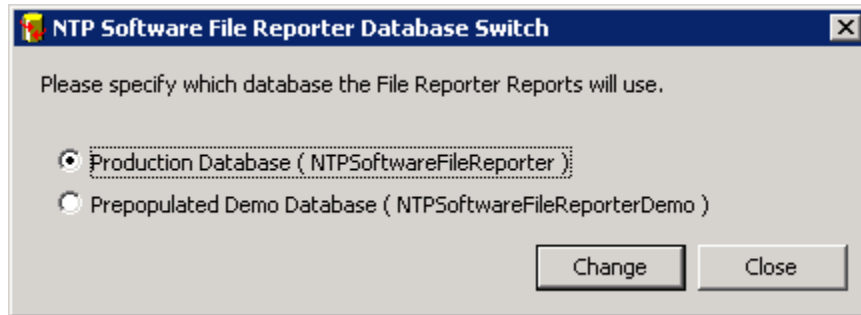 NTP Software File Reporter Database Switch
Please specify which database the File Reporter Reports will use.
Production Database ( NTPSoftwareFileReporter )
Prepopulated Demo Database ( NTPSoftwareFileReporterDemo )
Change Close